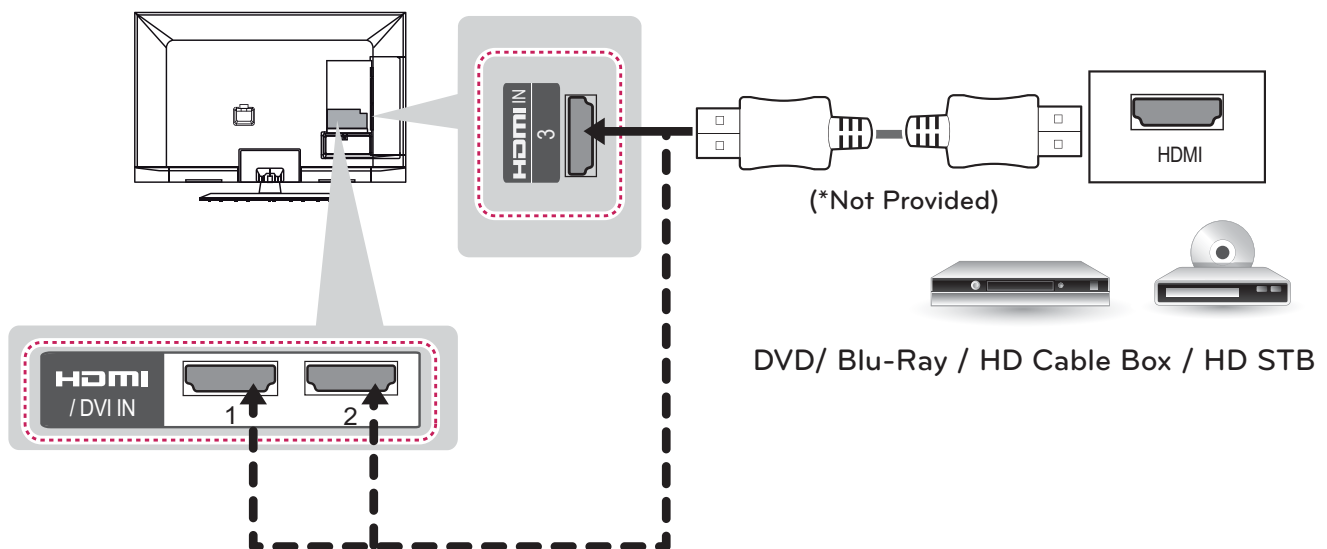 HDMI IN
3
HDMI
(*Not Provided)
DVD/ Blu-Ray / HD Cable Box / HD STB
HDMI
/ DVI IN
1
2